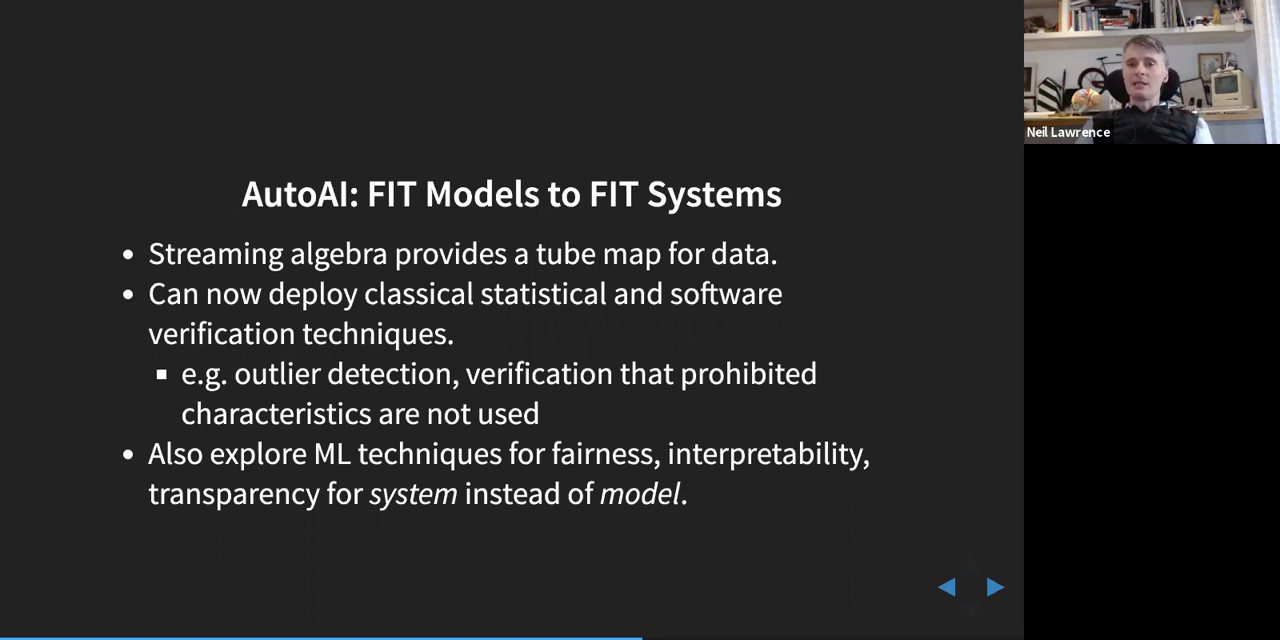 AutoAI: FIT Models to FIT Systems
• Streaming algebra provides a tube map for data.
• Can now deploy classical statistical and software
verification techniques.
▪ e.g. outlier detection, verification that prohibited
characteristics are not used
• Also explore ML techniques for fairness, interpretability,
transparency for system instead of model.
Neil Lawrence